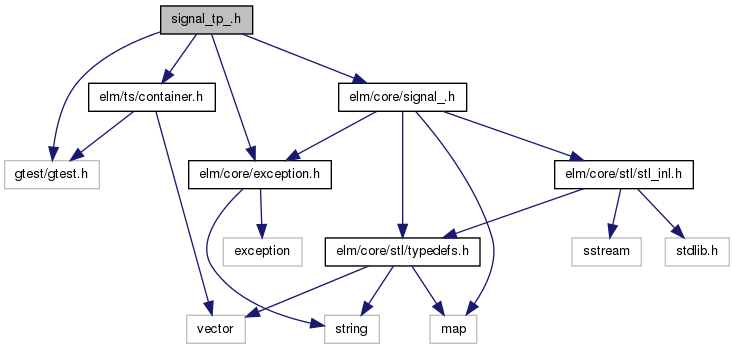 signal_tp_.h
elm/ts/container.h
elm/core/signal_.h
gtest/gtest.h
elm/core/exception.h
elm/core/stl/stl_inl.h
exception
elm/core/stl/typedefs.h
sstream
stdlib.h
vector
string
map